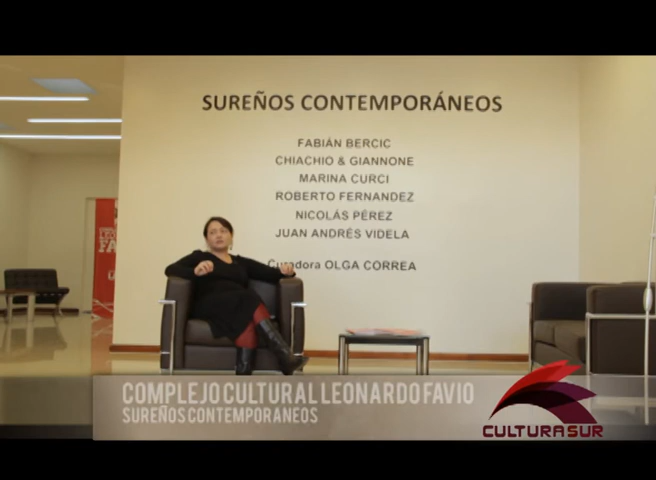 SUREÑOS CONTEMPORÁNEOS
FABIÁN BERCIC
CHIACHIO & GIANNONE
MARINA CURCI
ROBERTO FERNANDEZ
NICOLÁS PÉREZ
JUAN ANDRÉS VIDELA
Curadora OLGA CORREA
COMPLEJO CULTURAL LEONARDO FAVIO
SUREÑOS CONTEMPORANEOS
CULTURASUR